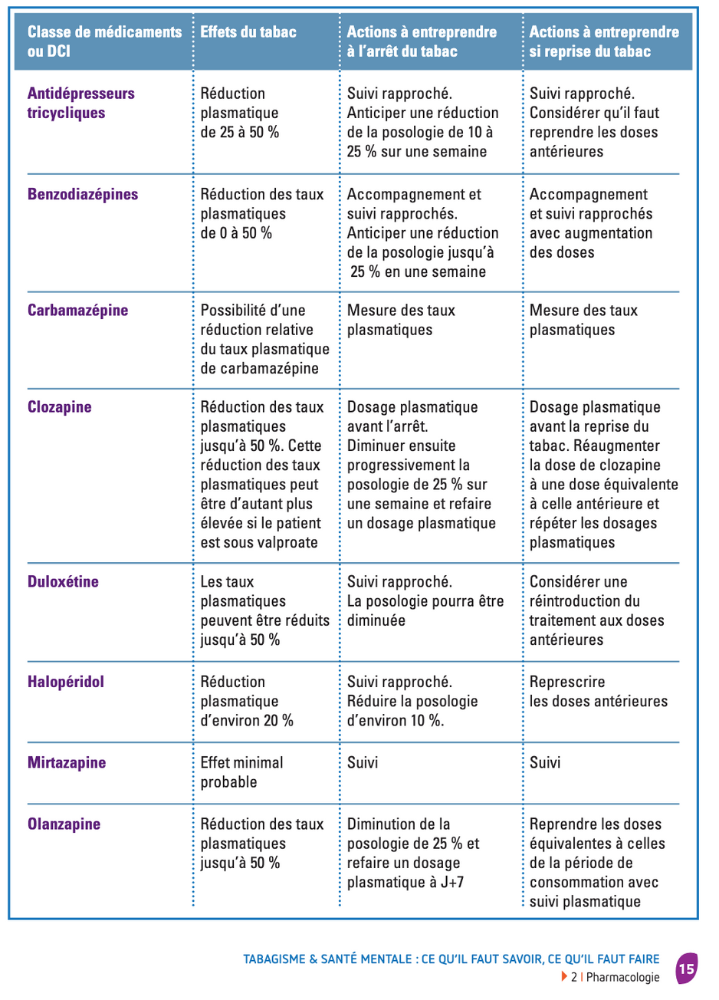 Classe de médicaments
ou DCI
Effets du tabac
Actions à entreprendre
à l'arrêt du tabac
Actions à entreprendre
si reprise du tabac
Antidépresseurs
tricycliques
Réduction
plasmatique
de 25 à 50 %
Suivi rapproché.
Anticiper une réduction
de la posologie de 10 à
25 % sur une semaine
Suivi rapproché.
Considérer qu'il faut
reprendre les doses
antérieures
Benzodiazépines
Réduction des taux
plasmatiques
de 0 à 50 %
Accompagnement et
suivi rapprochés.
Anticiper une réduction
de la posologie jusqu'à
25 % en une semaine
Accompagnement
et suivi rapprochés
avec augmentation
des doses
Carbamazépine
Possibilité d'une
réduction relative
du taux plasmatique
de carbamazépine
Mesure des taux
plasmatiques
Mesure des taux
plasmatiques
Clozapine
Réduction des taux
plasmatiques
jusqu'à 50 %. Cette
réduction des taux
plasmatiques peut
être d'autant plus
élevée si le patient
est sous valproate
Dosage plasmatique
avant l'arrêt.
Diminuer ensuite
progressivement la
posologie de 25 % sur
une semaine et refaire
un dosage plasmatique
Dosage plasmatique
avant la reprise du
tabac. Réaugmenter
la dose de clozapine
à une dose équivalente
à celle antérieure et
répéter les dosages
plasmatiques
Duloxétine
Les taux
plasmatiques
peuvent être réduits
jusqu'à 50 %
Suivi rapproché.
La posologie pourra être
diminuée
Considérer une
réintroduction du
traitement aux doses
antérieures
Halopéridol
Réduction
plasmatique
d'environ 20 %
Suivi rapproché.
Réduire la posologie
d'environ 10 %.
Represcrire
les doses antérieures
Mirtazapine
Effet minimal
probable
Suivi
Suivi
Olanzapine
Réduction des taux
plasmatiques
jusqu'à 50 %
Diminution de la
posologie de 25 % et
refaire un dosage
plasmatique à J+7
Reprendre les doses
équivalentes à celles
de la période de
consommation avec
suivi plasmatique
TABAGISME & SANTÉ MENTALE : CE QU'IL FAUT SAVOIR, CE QU'IL FAUT FAIRE
2 | Pharmacologie
15